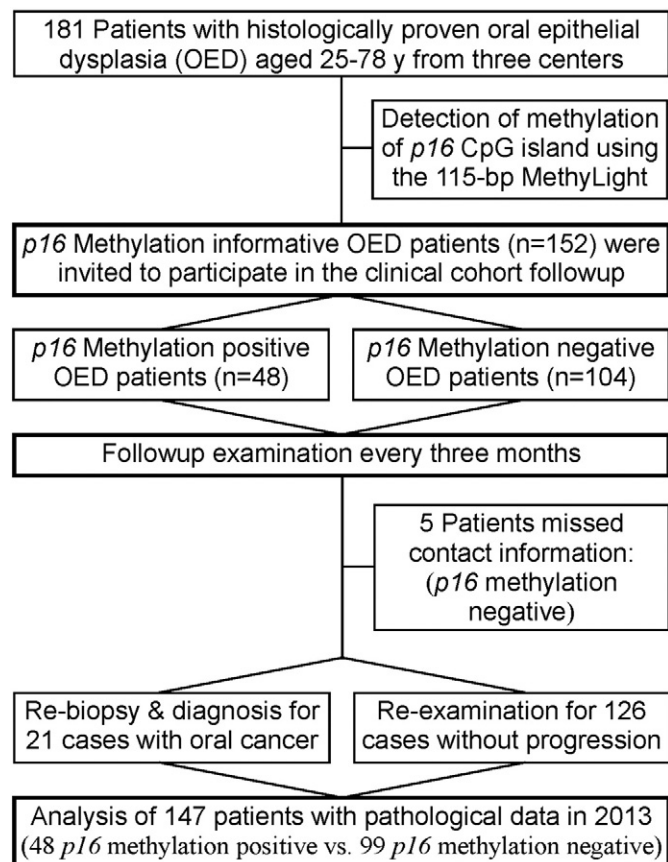 181 Patients with histologically proven oral epithelial
dysplasia (OED) aged 25-78 y from three centers
Detection of methylation
of p16 CpG island using
the 115-bp MethyLight
p16 Methylation informative OED patients (n=152) were
invited to participate in the clinical cohort followup
p16 Methylation positive
OED patients (n=48)
p16 Methylation negative
OED patients (n=104)
Followup examination every three months
5 Patients missed
contact information:
(p16 methylation
negative)
Re-biopsy & diagnosis for
21 cases with oral cancer
Re-examination for 126
cases without progression
Analysis of 147 patients with pathological data in 2013
(48 p16 methylation positive vs. 99 p16 methylation negative)